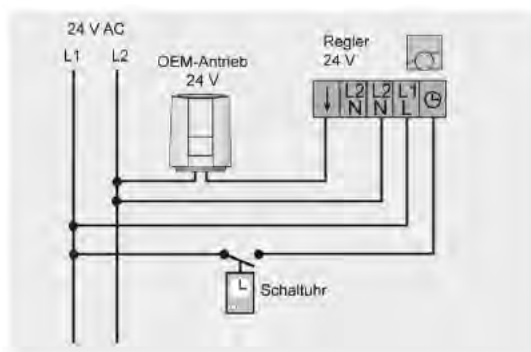 24 V AC
L1 L2
OEM-Antrieb
24 V
Regler
24 V
L2 L2 L1
N N L
Schaltuhr